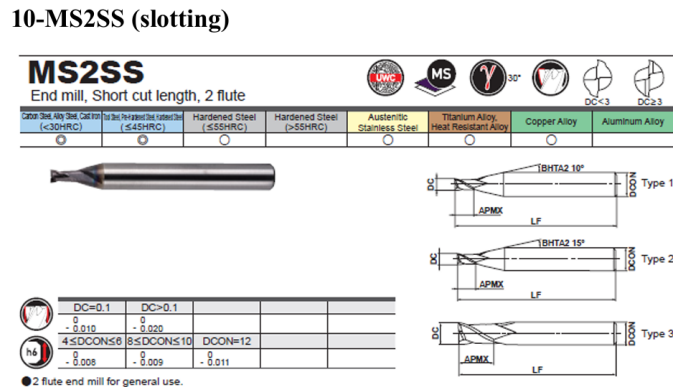 10-MS2SS (slotting)
MS2SS
End mill, Short cut length, 2 flute
UWC
MS
γ 30°
DC<3
DC≥3
Carbon Steel, Alloy Steel, Cast Iron (<30HRC)
Tool Steel, Pre-Hardened Steel, Hardened Steel (≤45HRC)
Hardened Steel (≤55HRC)
Hardened Steel (>55HRC)
Austenitic Stainless Steel
Titanium Alloy, Heat Resistant Alloy
Copper Alloy
Aluminum Alloy
BHTA2 10°
DC
DCON
Type 1
APMX
LF
BHTA2 15°
DC
DCON
Type 2
APMX
LF
DC
DCON
Type 3
APMX
LF
DC=0.1 DC>0.1
0 0
- 0.010 - 0.020
h6
4≤DCON≤6 8≤DCON≤10 DCON=12
0 0 0
- 0.008 - 0.009 - 0.011
●2 flute end mill for general use.